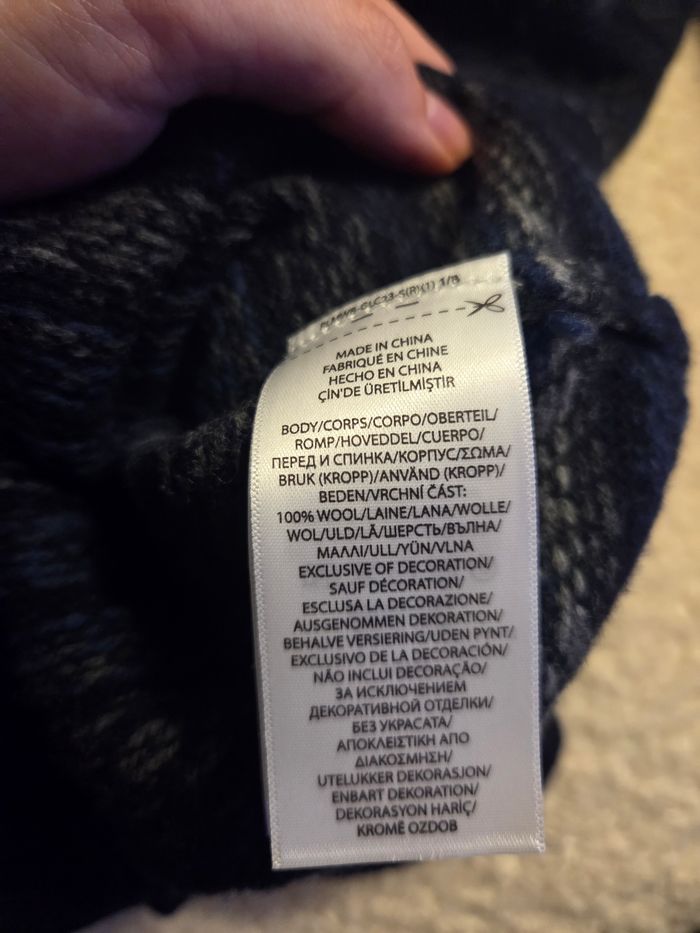 MADE IN CHINA
FABRIQUÉ EN CHINE
HECHO EN CHINA
ÇİN'DE ÜRETİLMİŞTİR
BODY/CORPS/CORPO/OBERTEIL/
ROMP/HOVEDDEL/CUERPO/
ПЕРЕД И СПИНКА/КОРПУС/ΣΩΜΑ/
BRUK (KROPP)/ANVÄND (KROPP)/
BEDEN/VRCHNÍ ČÁST:
100% WOOL/LAINE/LANA/WOLLE/
WOL/ULD/LÃ/ШЕРСТЬ/ВЪЛНА/
ΜΑΛΛΙ/ULL/YÜN/VLNA
EXCLUSIVE OF DECORATION/
SAUF DÉCORATION/
ESCLUSA LA DECORAZIONE/
AUSGENOMMEN DEKORATION/
BEHALVE VERSIERING/UDEN PYNT/
EXCLUSIVO DE LA DECORACIÓN/
NÃO INCLUI DECORAÇÃO/
ЗА ИСКЛЮЧЕНИЕМ
ДЕКОРАТИВНОЙ ОТДЕЛКИ/
БЕЗ УКРАСАТА/
ΑΠΟΚΛΕΙΣΤΙΚΗ ΑΠΟ
ΔΙΑΚΟΣΜΗΣΗ/
UTELUKKER DEKORASJON/
ENBART DEKORATION/
DEKORASYON HARİÇ/
KROMĚ OZDOB